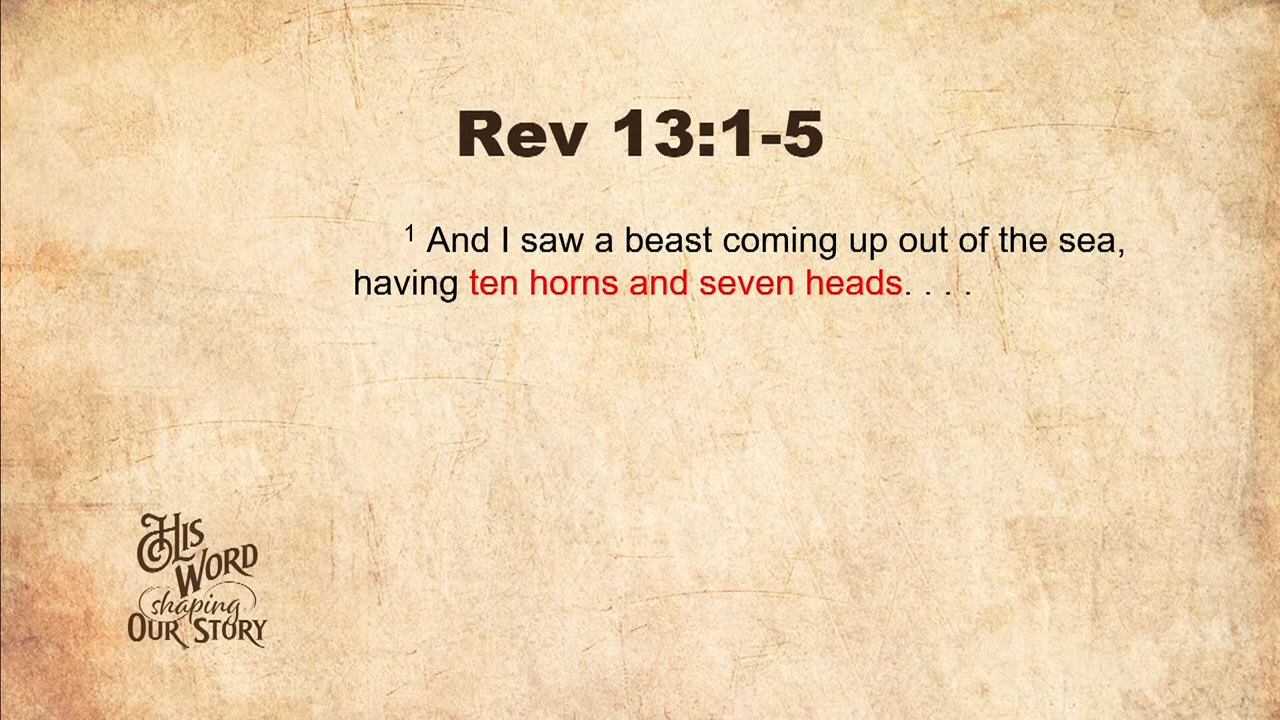 Rev 13:1-5
¹ And I saw a beast coming up out of the sea,
having ten horns and seven heads. . . .
His
Word
shaping
Our Story